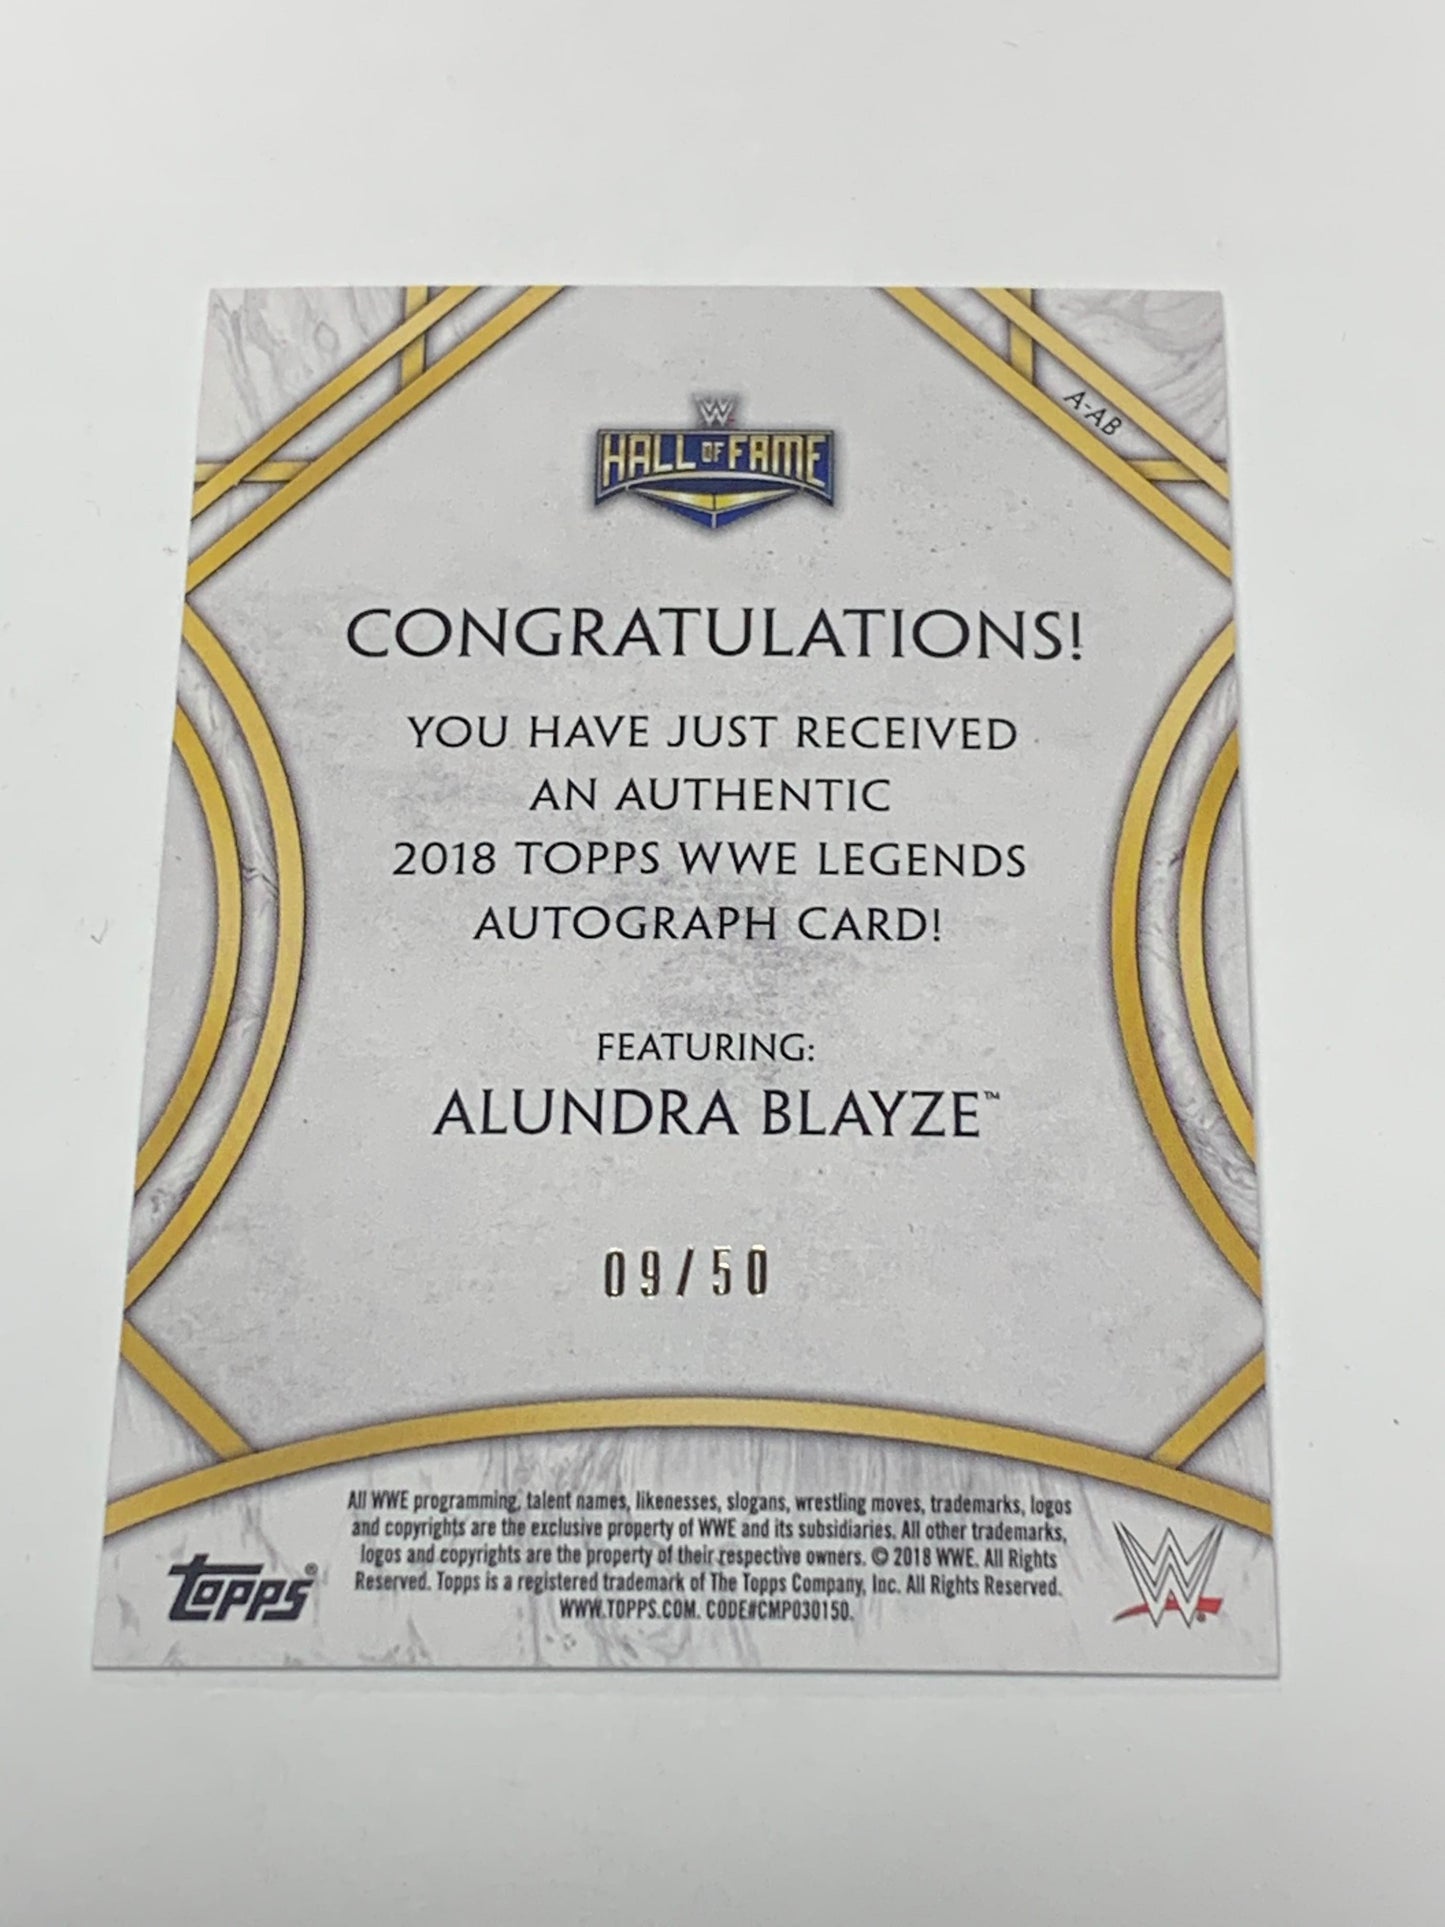 W
HALL OF FAME
A-AB
CONGRATULATIONS!
YOU HAVE JUST RECEIVED
AN AUTHENTIC
2018 TOPPS WWE LEGENDS
AUTOGRAPH CARD!
FEATURING:
ALUNDRA BLAYZE™
09/50
All WWE programming, talent names, likenesses, slogans, wrestling moves, trademarks, logos
and copyrights are the exclusive property of WWE and its subsidiaries. All other trademarks,
logos and copyrights are the property of their respective owners. © 2018 WWE. All Rights
Reserved. Topps is a registered trademark of The Topps Company, Inc. All Rights Reserved.
WWW.TOPPS.COM. CODE#CMP030150.
Topps®
W®